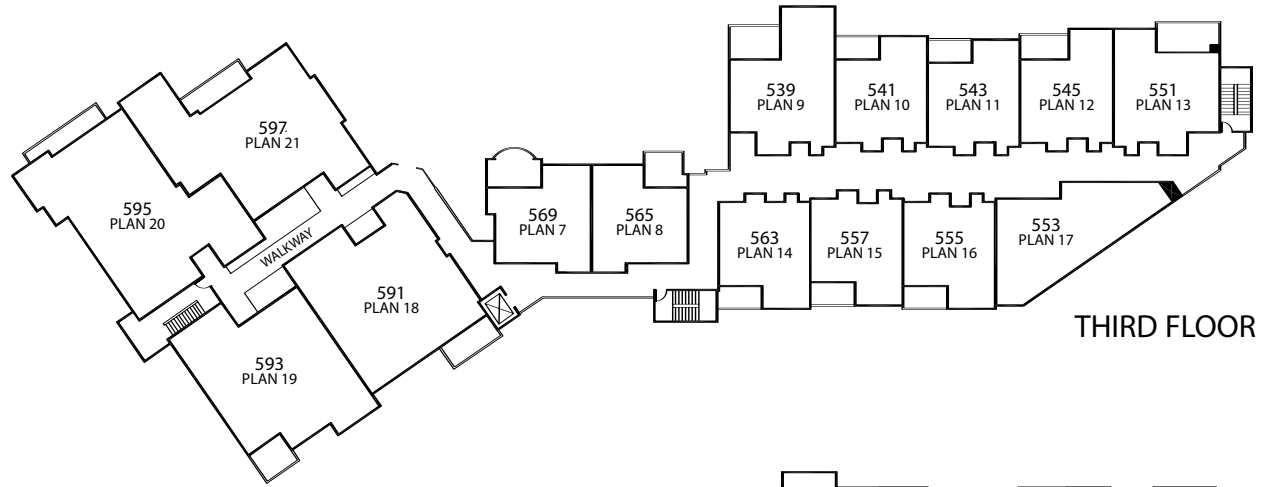 539
PLAN 9
541
PLAN 10
543
PLAN 11
545
PLAN 12
551
PLAN 13
597
PLAN 21
595
PLAN 20
569
PLAN 7
565
PLAN 8
563
PLAN 14
557
PLAN 15
555
PLAN 16
553
PLAN 17
WALKWAY
591
PLAN 18
593
PLAN 19
THIRD FLOOR